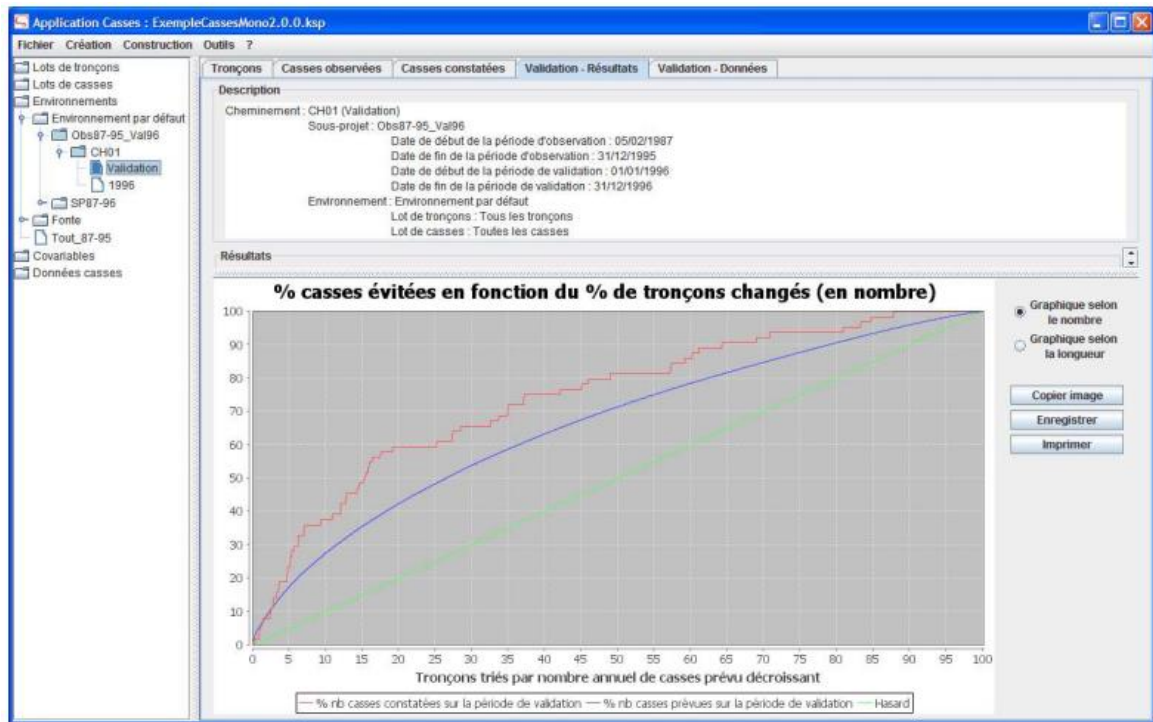 Application Casses : ExempleCassesMono2.0.0.ksp
Fichier Création Construction Outils ?
Lots de tronçons
Lots de casses
Environnements
Environnement par défaut
Obs87-95_Val96
CH01
Validation
1996
SP87-96
Fonte
Tout_87-95
Covariables
Données casses
Tronçons Casses observées Casses constatées Validation - Résultats Validation - Données
Description
Cheminement : CH01 (Validation)
Sous-projet : Obs87-95_Val96
Date de début de la période d'observation : 05/02/1987
Date de fin de la période d'observation : 31/12/1995
Date de début de la période de validation : 01/01/1996
Date de fin de la période de validation : 31/12/1996
Environnement : Environnement par défaut
Lot de tronçons : Tous les tronçons
Lot de casses : Toutes les casses
Résultats
% casses évitées en fonction du % de tronçons changés (en nombre)
100
90
80
70
60
50
40
30
20
10
0
0 5 10 15 20 25 30 35 40 45 50 55 60 65 70 75 80 85 90 95 100
Tronçons triés par nombre annuel de casses prévu décroissant
% nb casses constatées sur la période de validation % nb casses prévues sur la période de validation Hasard
Graphique selon
le nombre
Graphique selon
la longueur
Copier image
Enregistrer
Imprimer